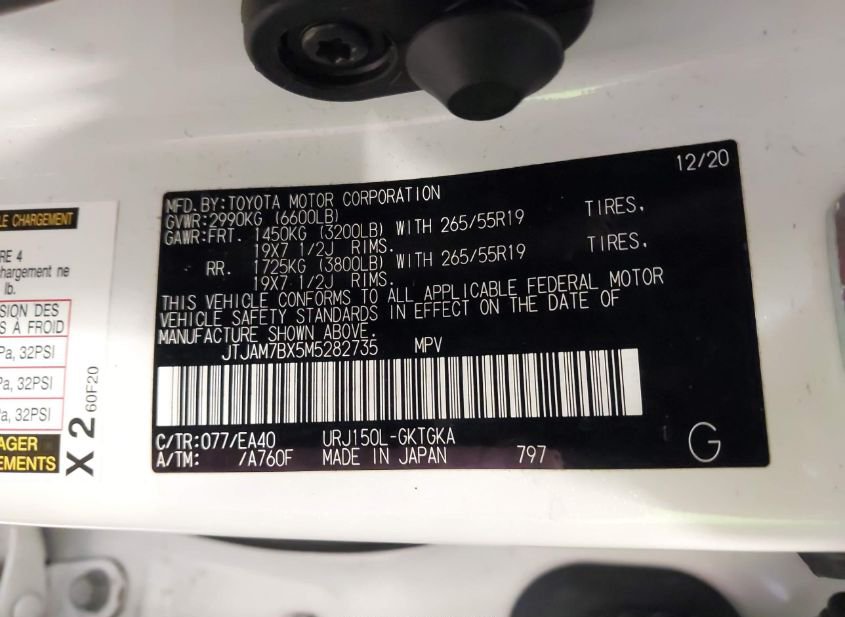 12/20
MFD. BY:TOYOTA MOTOR CORPORATION
GVWR:2990KG (6600LB)
GAWR:FRT. 1450KG (3200LB) WITH 265/55R19 TIRES,
19X7 1/2J RIMS.
RR. 1725KG (3800LB) WITH 265/55R19 TIRES,
19X7 1/2J RIMS.
THIS VEHICLE CONFORMS TO ALL APPLICABLE FEDERAL MOTOR
VEHICLE SAFETY STANDARDS IN EFFECT ON THE DATE OF
MANUFACTURE SHOWN ABOVE.
JTJAM7BX5M5282735 MPV
C/TR:077/EA40 URJ150L-GKTGKA
A/TM: /A760F MADE IN JAPAN 797
G
CHARGEMENT
RE 4
hargement ne
lb.
SION DES
S À FROID
Pa, 32PSI
Pa, 32PSI
Pa, 32PSI
AGER
EMENTS
X 2
60F20